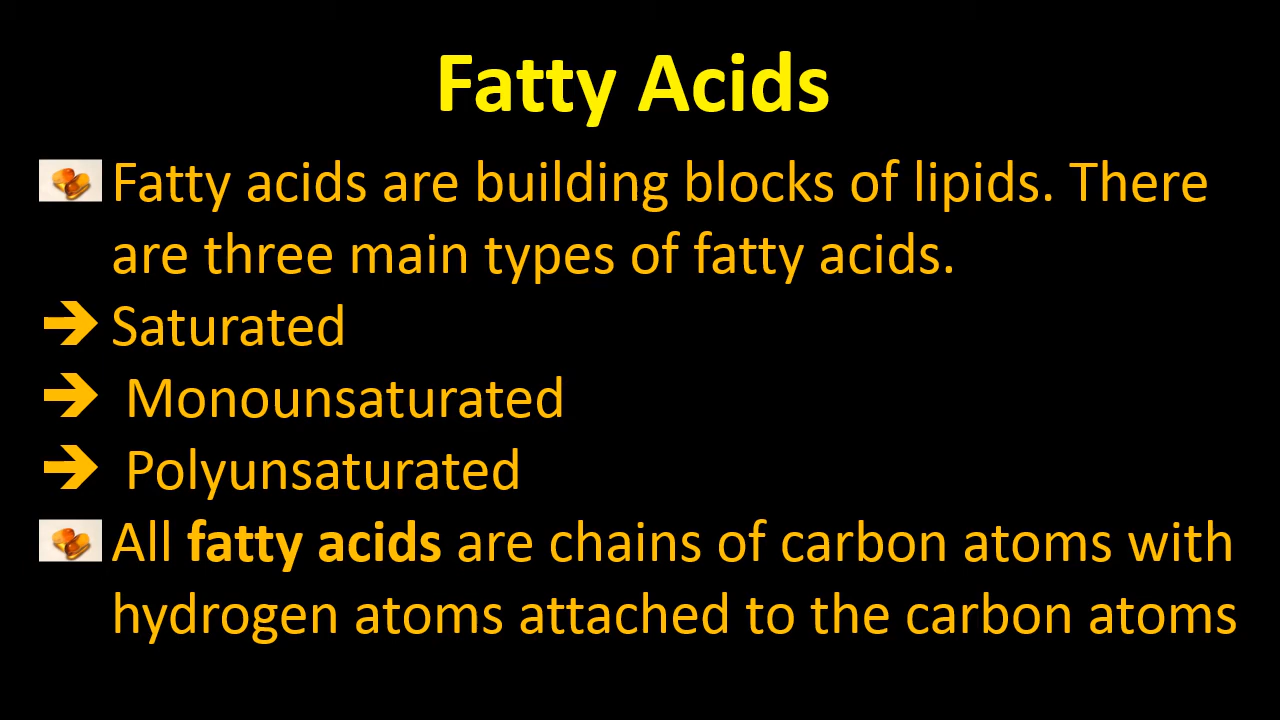 Fatty Acids
Fatty acids are building blocks of lipids. There
are three main types of fatty acids.
➔ Saturated
➔ Monounsaturated
➔ Polyunsaturated
All fatty acids are chains of carbon atoms with
hydrogen atoms attached to the carbon atoms